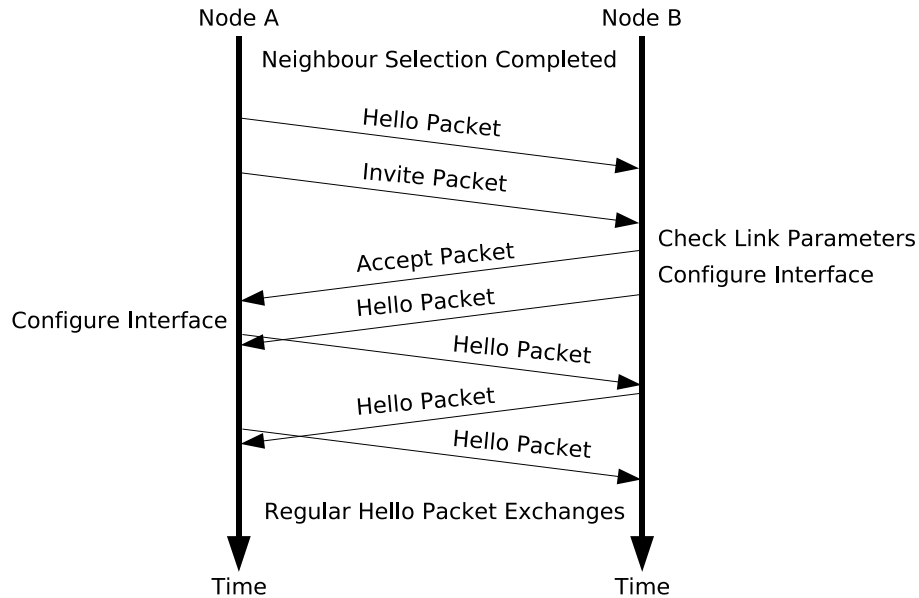 Node A
Node B
Neighbour Selection Completed
Hello Packet
Invite Packet
Check Link Parameters
Accept Packet
Configure Interface
Hello Packet
Configure Interface
Hello Packet
Hello Packet
Hello Packet
Regular Hello Packet Exchanges
Time
Time